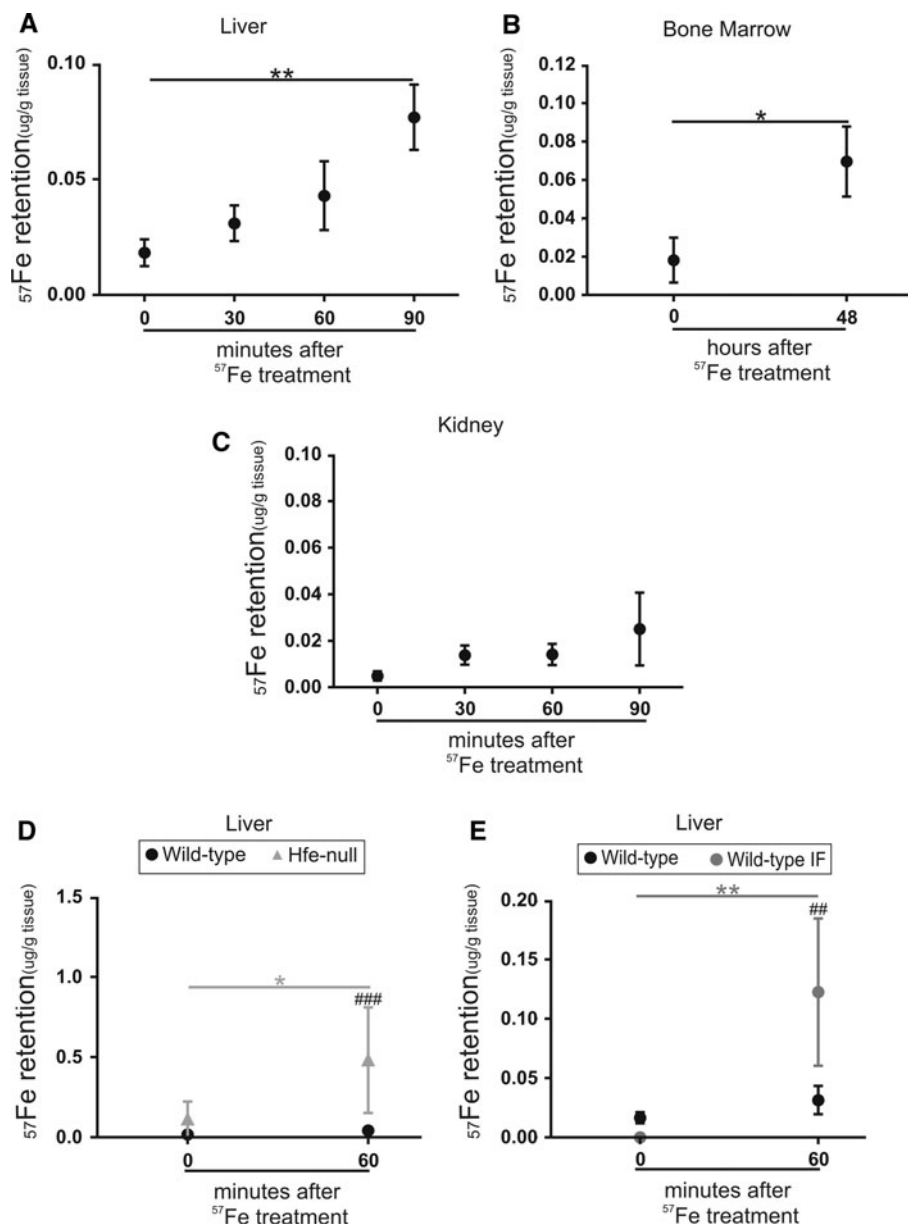 A
Liver
57Fe retention(ug/g tissue)
0.10
0.05
0.00
**
0 30 60 90
minutes after
57Fe treatment
B
Bone Marrow
57Fe retention(ug/g tissue)
0.12
0.10
0.08
0.06
0.04
0.02
0.00
*
0 48
hours after
57Fe treatment
C
Kidney
57Fe retention(ug/g tissue)
0.10
0.08
0.06
0.04
0.02
0.00
0 30 60 90
minutes after
57Fe treatment
D
Liver
Wild-type Hfe-null
57Fe retention(ug/g tissue)
1.5
1.0
0.5
0.0
*
###
0 60
minutes after
57Fe treatment
E
Liver
Wild-type Wild-type IF
57Fe retention(ug/g tissue)
0.20
0.15
0.10
0.05
0.00
**
##
0 60
minutes after
57Fe treatment